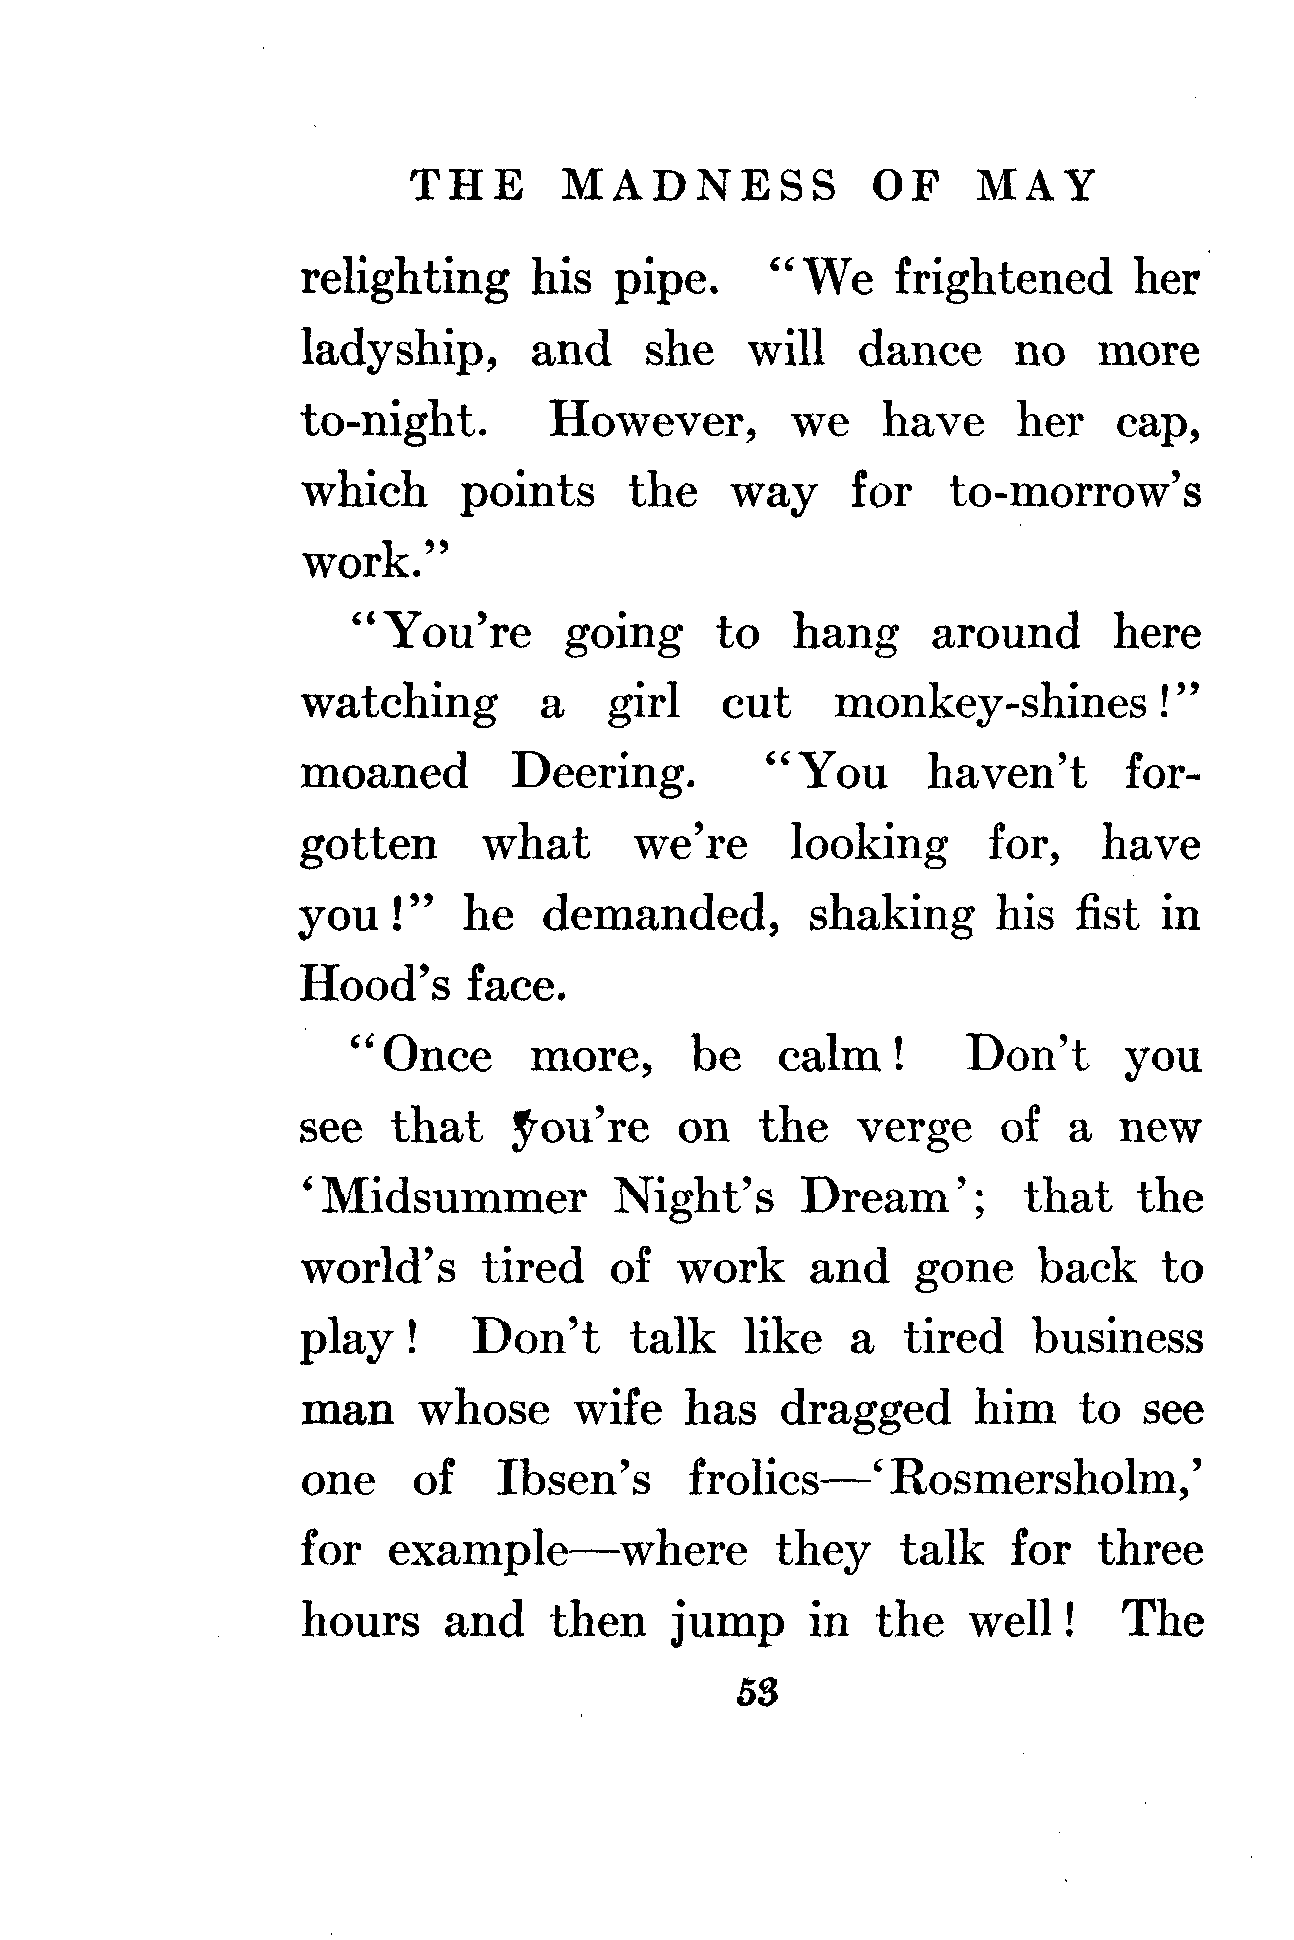 THE MADNESS OF MAY
relighting his pipe. “We frightened her
ladyship, and she will dance no more
to-night. However, we have her cap,
which points the way for to-morrow’s
work.”
“You’re going to hang around here
watching a girl cut monkey-shines!”
moaned Deering. “You haven’t for-
gotten what we’re looking for, have
you!” he demanded, shaking his fist in
Hood’s face.
“Once more, be calm! Don’t you
see that you’re on the verge of a new
‘Midsummer Night’s Dream’; that the
world’s tired of work and gone back to
play! Don’t talk like a tired business
man whose wife has dragged him to see
one of Ibsen’s frolics—‘Rosmersholm,’
for example—where they talk for three
hours and then jump in the well! The
53